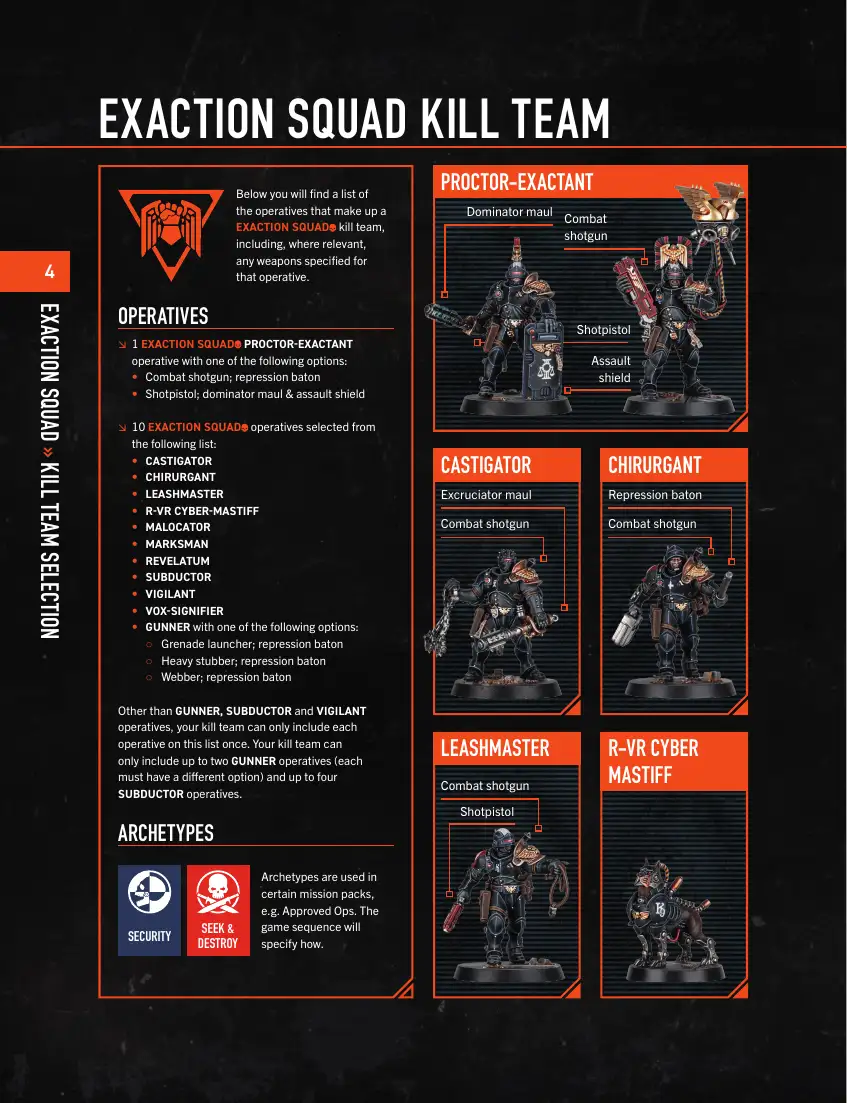 EXACTION SQUAD KILL TEAM
4
EXACTION SQUAD » KILL TEAM SELECTION
Below you will find a list of
the operatives that make up a
EXACTION SQUAD kill team,
including, where relevant,
any weapons specified for
that operative.
OPERATIVES
↘ 1 EXACTION SQUAD PROCTOR-EXACTANT
operative with one of the following options:
• Combat shotgun; repression baton
• Shotpistol; dominator maul & assault shield
↘ 10 EXACTION SQUAD operatives selected from
the following list:
• CASTIGATOR
• CHIRURGANT
• LEASHMASTER
• R-VR CYBER-MASTIFF
• MALOCATOR
• MARKSMAN
• REVELATUM
• SUBDUCTOR
• VIGILANT
• VOX-SIGNIFIER
• GUNNER with one of the following options:
○ Grenade launcher; repression baton
○ Heavy stubber; repression baton
○ Webber; repression baton
Other than GUNNER, SUBDUCTOR and VIGILANT
operatives, your kill team can only include each
operative on this list once. Your kill team can
only include up to two GUNNER operatives (each
must have a different option) and up to four
SUBDUCTOR operatives.
ARCHETYPES
SECURITY
SEEK &
DESTROY
Archetypes are used in
certain mission packs,
e.g. Approved Ops. The
game sequence will
specify how.
PROCTOR-EXACTANT
Dominator maul
Combat
shotgun
Shotpistol
Assault
shield
CASTIGATOR
Excruciator maul
Combat shotgun
CHIRURGANT
Repression baton
Combat shotgun
LEASHMASTER
Combat shotgun
Shotpistol
R-VR CYBER
MASTIFF